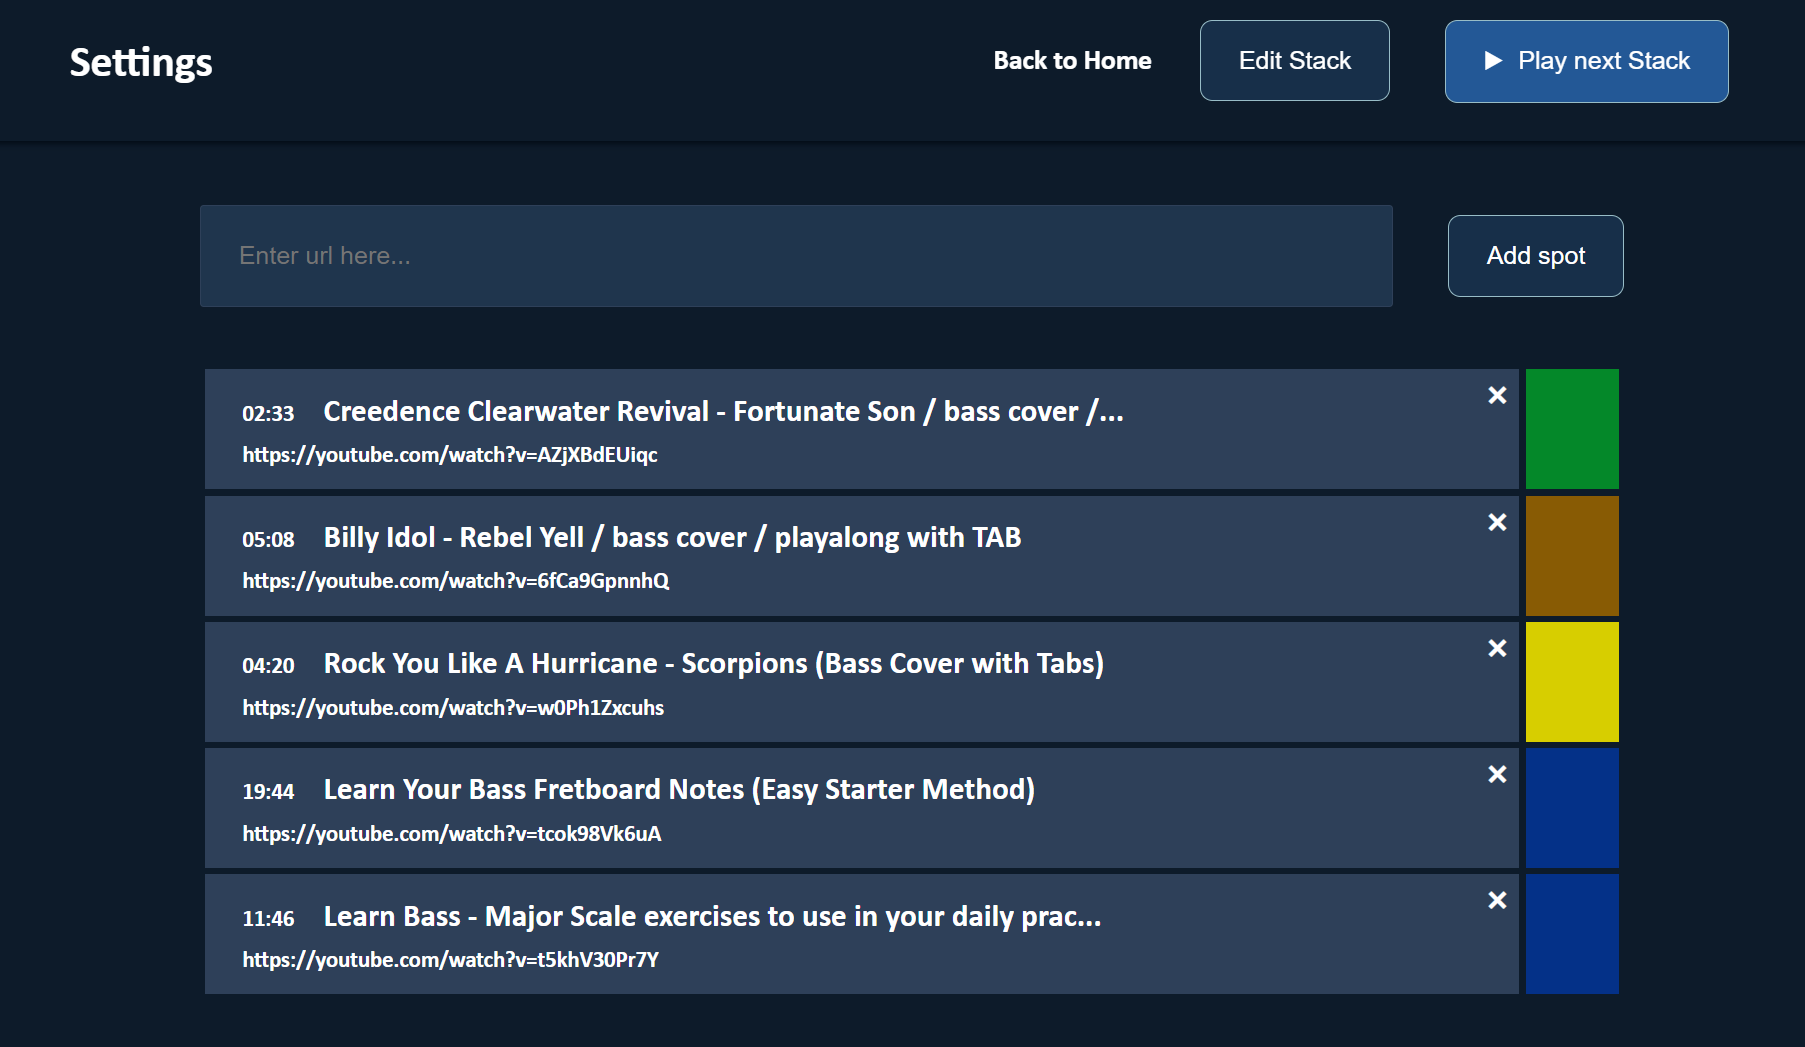 Settings
Back to Home
Edit Stack
Play next Stack
Enter url here...
Add spot
02:33 Creedence Clearwater Revival - Fortunate Son / bass cover /...
https://youtube.com/watch?v=AZjXBdEUiqc
05:08 Billy Idol - Rebel Yell / bass cover / playalong with TAB
https://youtube.com/watch?v=6fCa9GpnnhQ
04:20 Rock You Like A Hurricane - Scorpions (Bass Cover with Tabs)
https://youtube.com/watch?v=w0Ph1Zxcuhs
19:44 Learn Your Bass Fretboard Notes (Easy Starter Method)
https://youtube.com/watch?v=tcok98Vk6uA
11:46 Learn Bass - Major Scale exercises to use in your daily prac...
https://youtube.com/watch?v=t5khV30Pr7Y